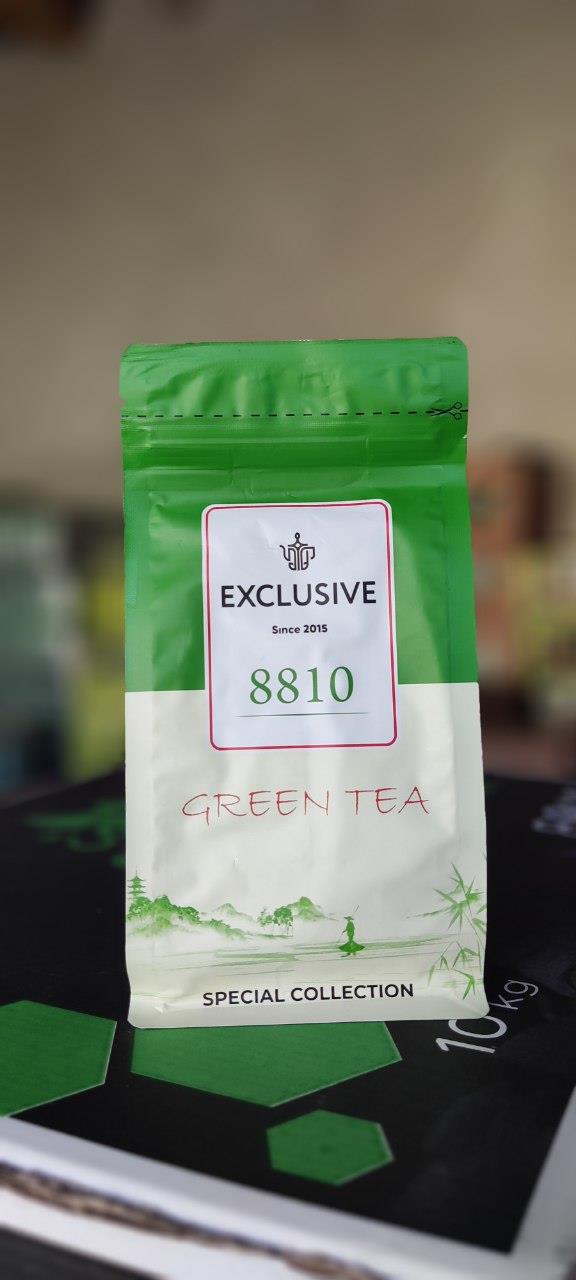 EXCLUSIVE
Since 2015
8810
GREEN TEA
SPECIAL COLLECTION
10 kg